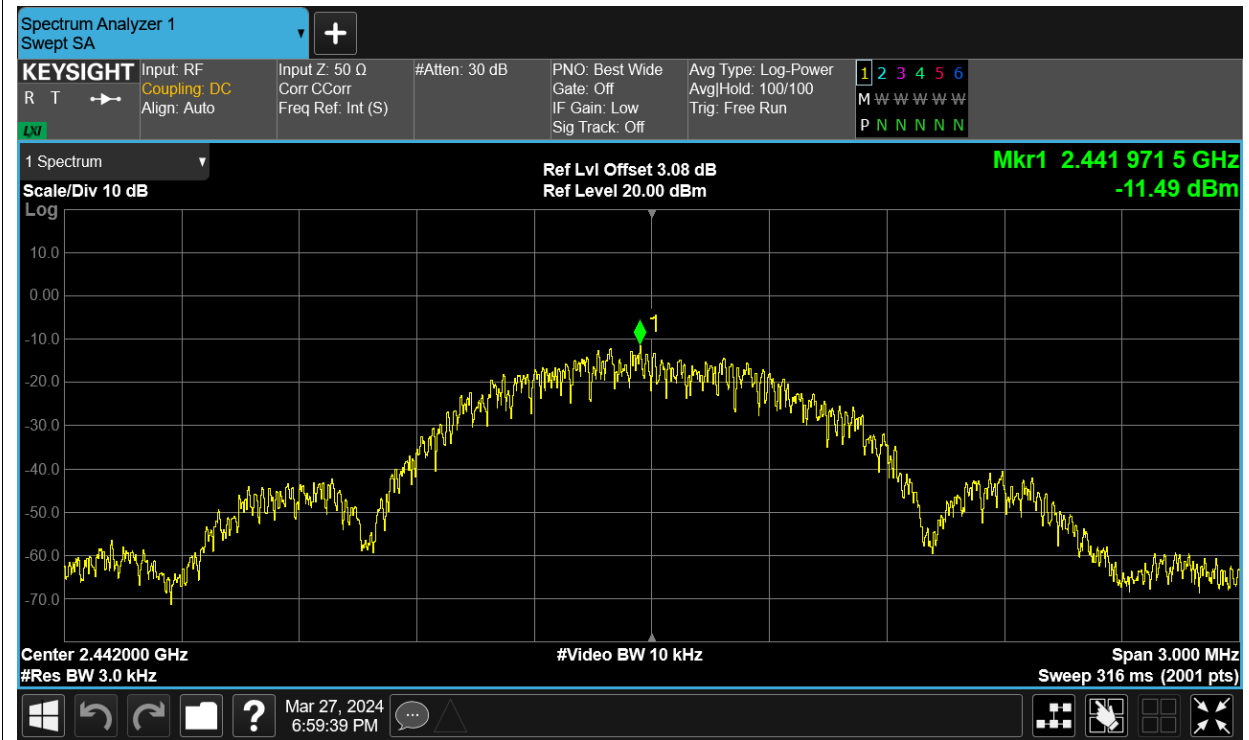 Spectrum Analyzer 1
Swept SA
KEYSIGHT
R T
LXI
Input: RF
Coupling: DC
Align: Auto
Input Z: 50 Ω
Corr CCorr
Freq Ref: Int (S)
#Atten: 30 dB
PNO: Best Wide
Gate: Off
IF Gain: Low
Sig Track: Off
Avg Type: Log-Power
Avg|Hold: 100/100
Trig: Free Run
1 2 3 4 5 6
M W W W W W
P N N N N N
1 Spectrum
Scale/Div 10 dB
Log
Ref Lvl Offset 3.08 dB
Ref Level 20.00 dBm
Mkr1 2.441 971 5 GHz
-11.49 dBm
10.0
0.00
1
-10.0
-20.0
-30.0
-40.0
-50.0
-60.0
-70.0
Center 2.442000 GHz
#Res BW 3.0 kHz
#Video BW 10 kHz
Span 3.000 MHz
Sweep 316 ms (2001 pts)
?
Mar 27, 2024
6:59:39 PM